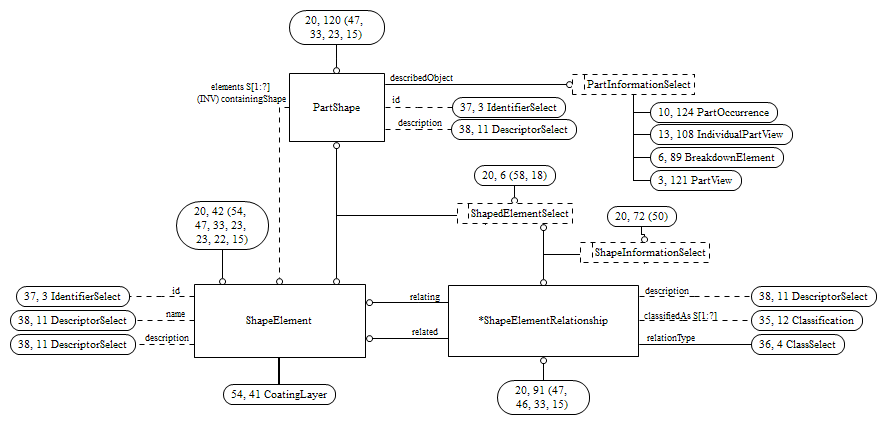 20, 120 (47,
33, 23, 15)
elements S[1:?]
(INV) containingShape
PartShape
describedObject
PartInformationSelect
id
37, 3 IdentifierSelect
description
38, 11 DescriptorSelect
10, 124 PartOccurrence
13, 108 IndividualPartView
6, 89 BreakdownElement
3, 121 PartView
20, 6 (58, 18)
ShapedElementSelect
20, 72 (50)
ShapeInformationSelect
20, 42 (54,
47, 33, 23,
23, 22, 15)
37, 3 IdentifierSelect
id
38, 11 DescriptorSelect
name
38, 11 DescriptorSelect
description
ShapeElement
relating
related
*ShapeElementRelationship
description
38, 11 DescriptorSelect
classifiedAs S[1:?]
35, 12 Classification
relationType
36, 4 ClassSelect
54, 41 CoatingLayer
20, 91 (47,
46, 33, 15)